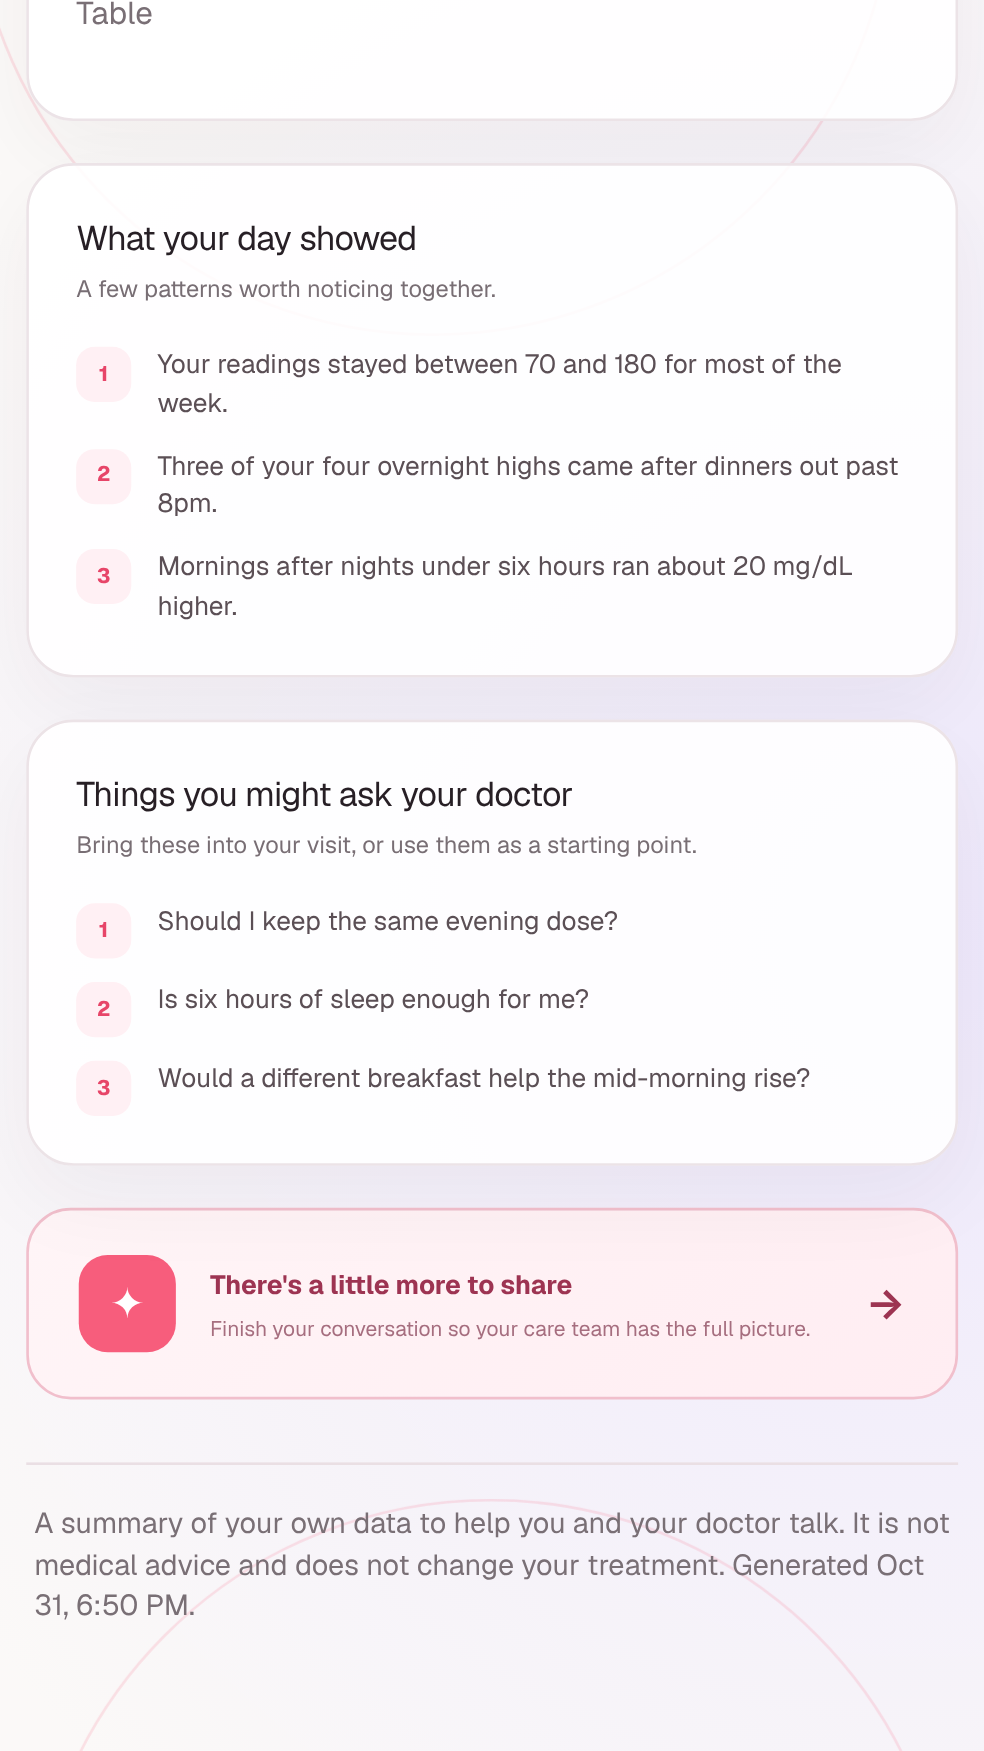 Table
What your day showed
A few patterns worth noticing together.
1
Your readings stayed between 70 and 180 for most of the
week.
2
Three of your four overnight highs came after dinners out past
8pm.
3
Mornings after nights under six hours ran about 20 mg/dL
higher.
Things you might ask your doctor
Bring these into your visit, or use them as a starting point.
1
Should I keep the same evening dose?
2
Is six hours of sleep enough for me?
3
Would a different breakfast help the mid-morning rise?
There's a little more to share
Finish your conversation so your care team has the full picture.
A summary of your own data to help you and your doctor talk. It is not
medical advice and does not change your treatment. Generated Oct
31, 6:50 PM.